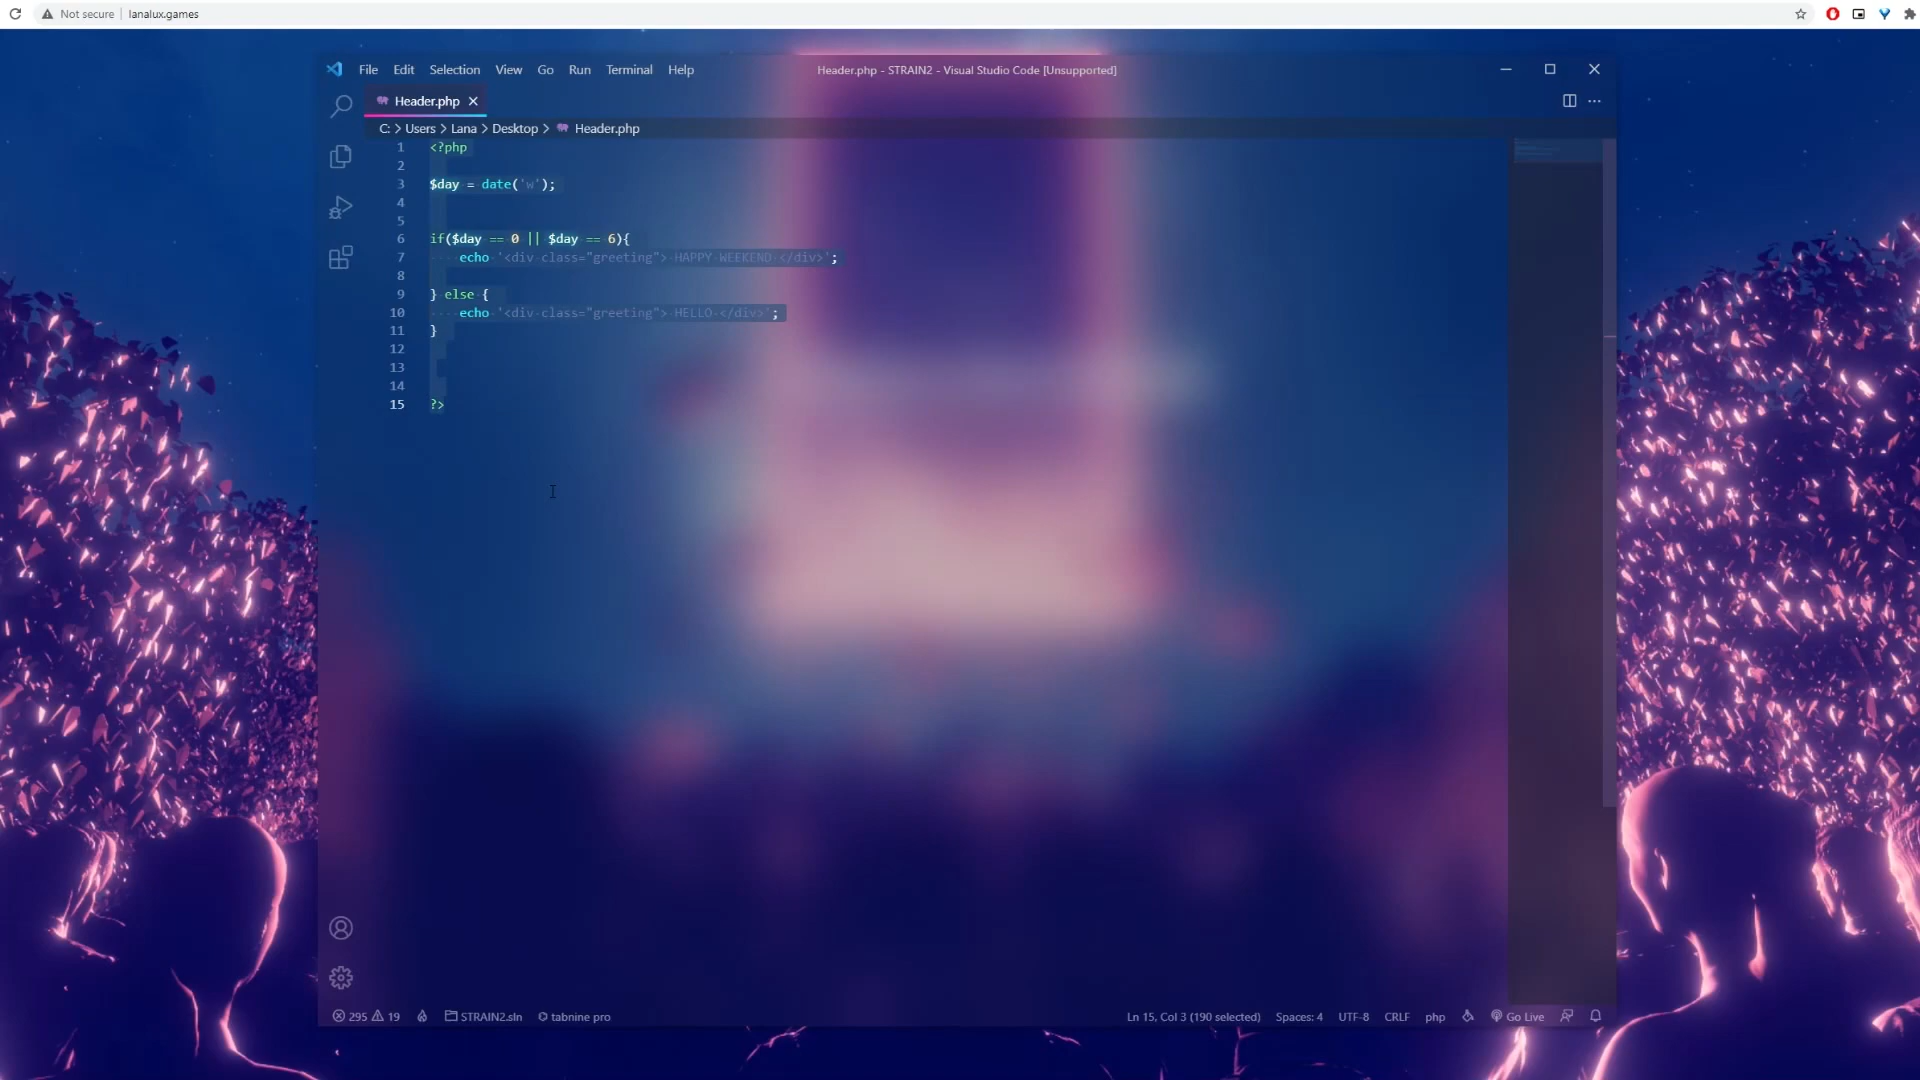 Not secure | lanalux.games
File Edit Selection View Go Run Terminal Help
Header.php - STRAIN2 - Visual Studio Code [Unsupported]
Header.php
C: > Users > Lana > Desktop > Header.php
1 <?php
2
3 $day = date('w');
4
5
6 if($day == 0 || $day == 6){
7 echo '<div class="greeting"> HAPPY WEEKEND </div>';
8
9 } else {
10 echo '<div class="greeting"> HELLO </div>';
11 }
12
13
14
15 ?>
295 19 STRAIN2.sln tabnine pro Ln 15, Col 3 (190 selected) Spaces: 4 UTF-8 CRLF php Go Live